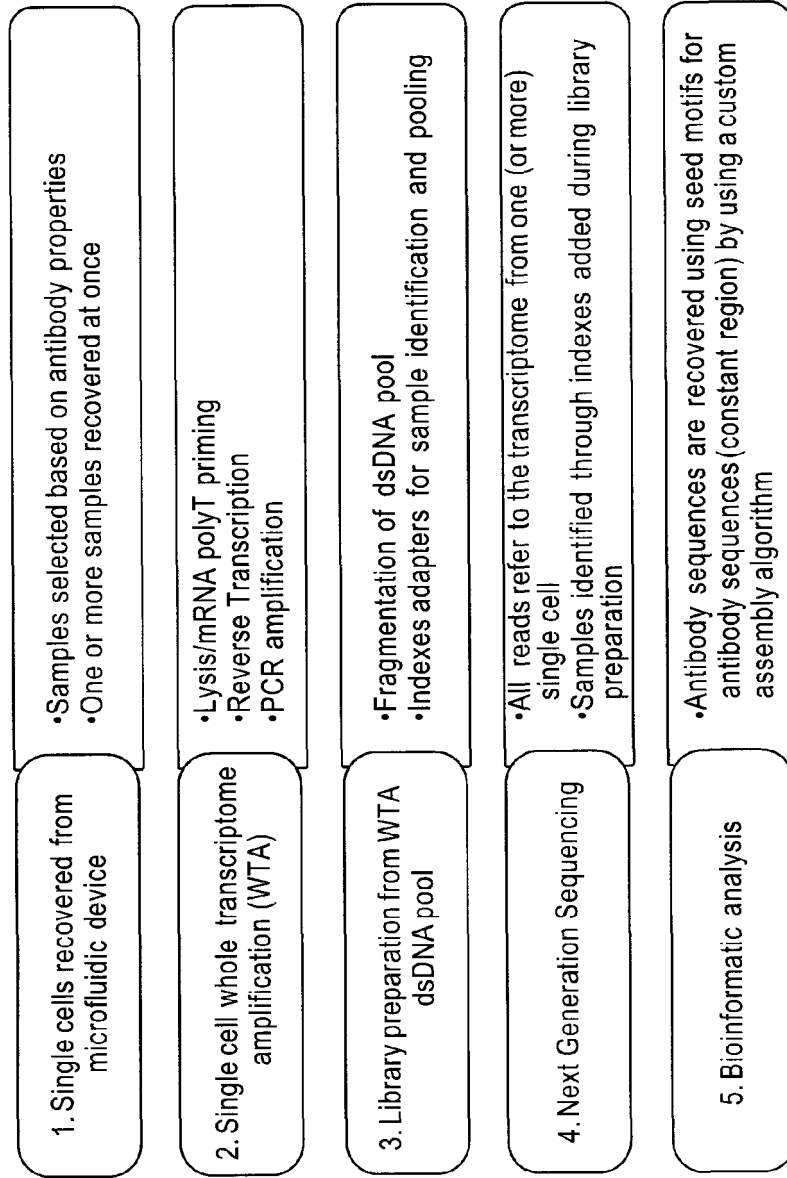 1. Single cells recovered from
microfluidic device
•Samples selected based on antibody properties
•One or more samples recovered at once
2. Single cell whole transcriptome
amplification (WTA)
•Lysis/mRNA polyT priming
•Reverse Transcription
•PCR amplification
3. Library preparation from WTA
dsDNA pool
•Fragmentation of dsDNA pool
•Indexes adapters for sample identification and pooling
4. Next Generation Sequencing
•All reads refer to the transcriptome from one (or more)
single cell
•Samples identified through indexes added during library
preparation
5. Bioinformatic analysis
•Antibody sequences are recovered using seed motifs for
antibody sequences (constant region) by using a custom
assembly algorithm